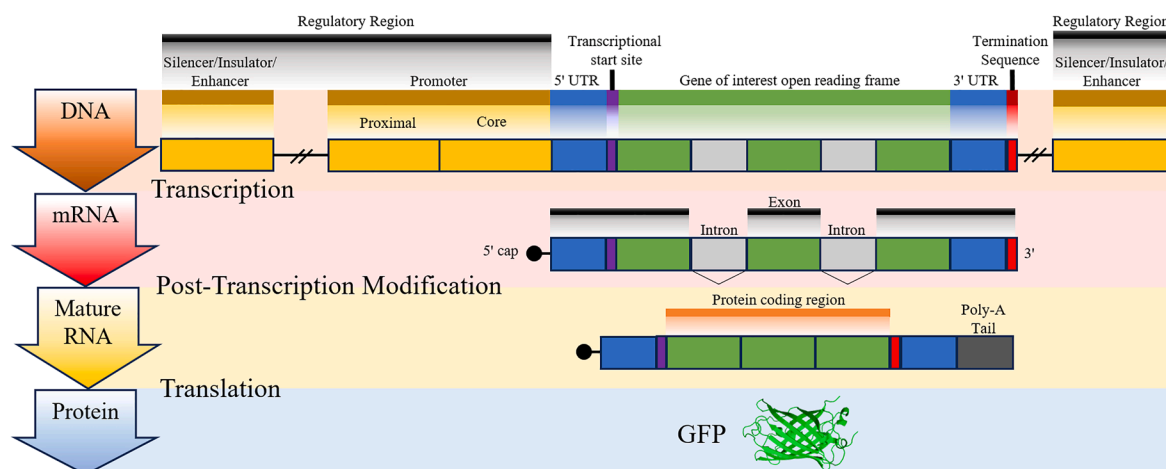 Regulatory Region
Regulatory Region
Transcriptional
start site
Termination
Sequence
Silencer/Insulator/
Enhancer
Promoter
5' UTR
Gene of interest open reading frame
3' UTR
Silencer/Insulator/
Enhancer
DNA
Proximal
Core
Transcription
mRNA
Exon
Intron
Intron
5' cap
3'
Post-Transcription Modification
Mature
RNA
Protein coding region
Poly-A
Tail
Translation
Protein
GFP